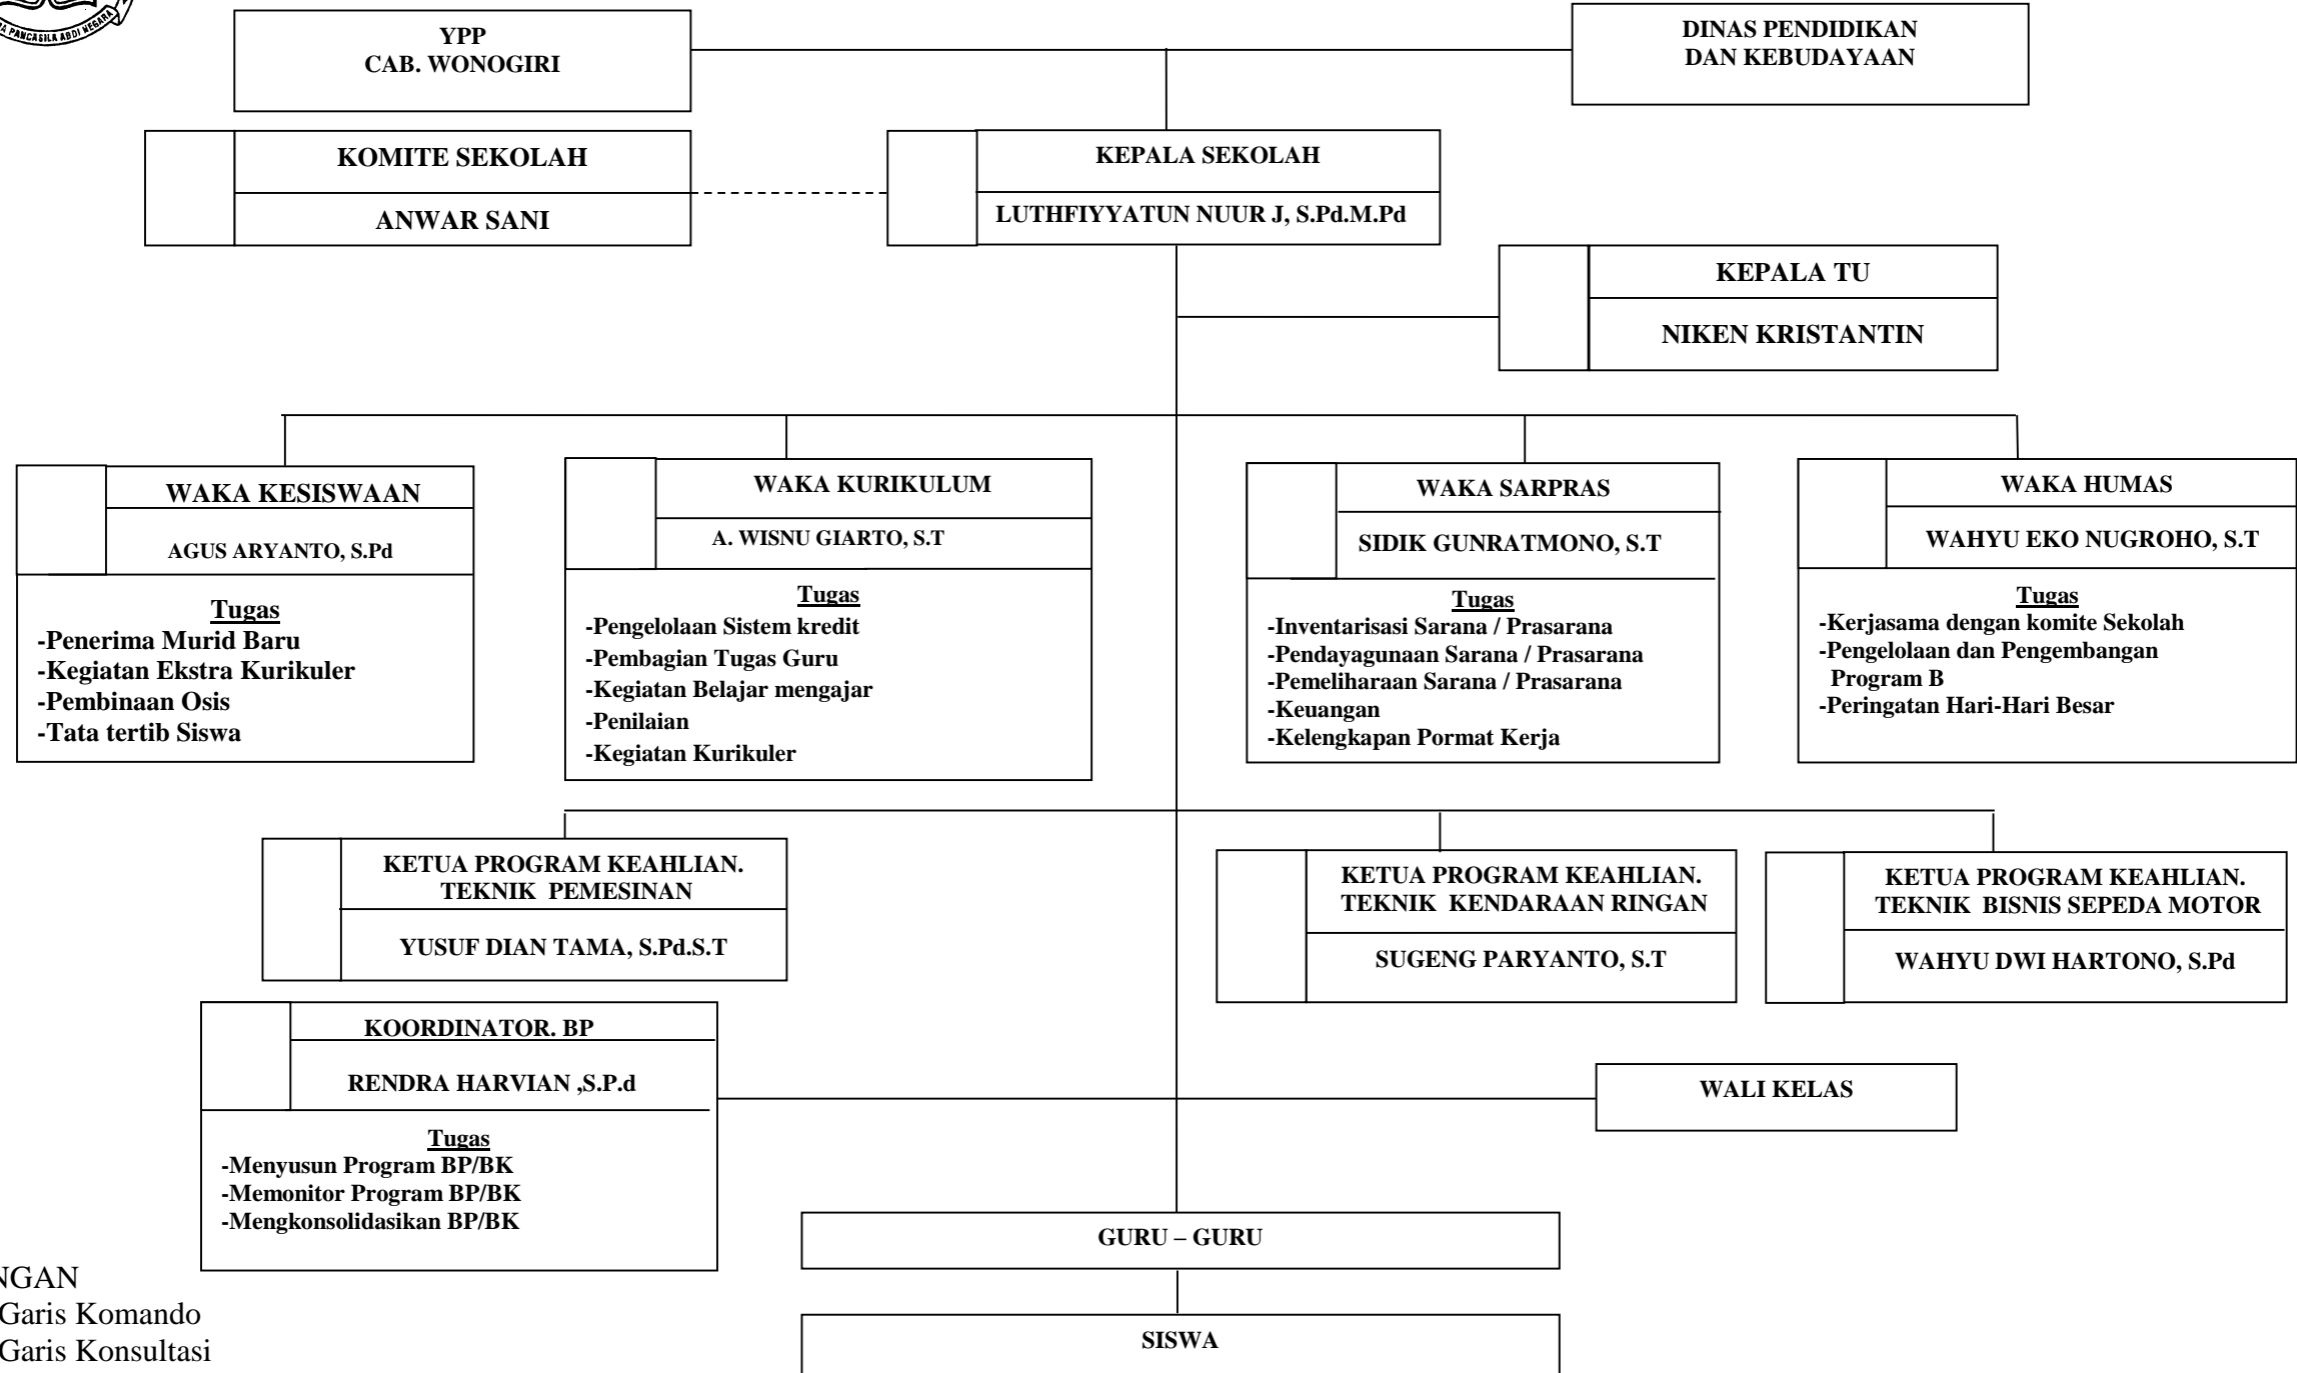 PANCASILA ABDI NEGARA
YPP
CAB. WONOGIRI
DINAS PENDIDIKAN
DAN KEBUDAYAAN
KOMITE SEKOLAH
ANWAR SANI
KEPALA SEKOLAH
LUTHFIYYATUN NUUR J, S.Pd.M.Pd
KEPALA TU
NIKEN KRISTANTIN
WAKA KESISWAAN
AGUS ARYANTO, S.Pd
Tugas
-Penerima Murid Baru
-Kegiatan Ekstra Kurikuler
-Pembinaan Osis
-Tata tertib Siswa
WAKA KURIKULUM
A. WISNU GIARTO, S.T
Tugas
-Pengelolaan Sistem kredit
-Pembagian Tugas Guru
-Kegiatan Belajar mengajar
-Penilaian
-Kegiatan Kurikuler
WAKA SARPRAS
SIDIK GUNRATMONO, S.T
Tugas
-Inventarisasi Sarana / Prasarana
-Pendayagunaan Sarana / Prasarana
-Pemeliharaan Sarana / Prasarana
-Keuangan
-Kelengkapan Pormat Kerja
WAKA HUMAS
WAHYU EKO NUGROHO, S.T
Tugas
-Kerjasama dengan komite Sekolah
-Pengelolaan dan Pengembangan
Program B
-Peringatan Hari-Hari Besar
KETUA PROGRAM KEAHLIAN.
TEKNIK PEMESINAN
YUSUF DIAN TAMA, S.Pd.S.T
KETUA PROGRAM KEAHLIAN.
TEKNIK KENDARAAN RINGAN
SUGENG PARYANTO, S.T
KETUA PROGRAM KEAHLIAN.
TEKNIK BISNIS SEPEDA MOTOR
WAHYU DWI HARTONO, S.Pd
KOORDINATOR. BP
RENDRA HARVIAN ,S.P.d
Tugas
-Menyusun Program BP/BK
-Memonitor Program BP/BK
-Mengkonsolidasikan BP/BK
WALI KELAS
GURU – GURU
SISWA
NGAN
Garis Komando
Garis Konsultasi